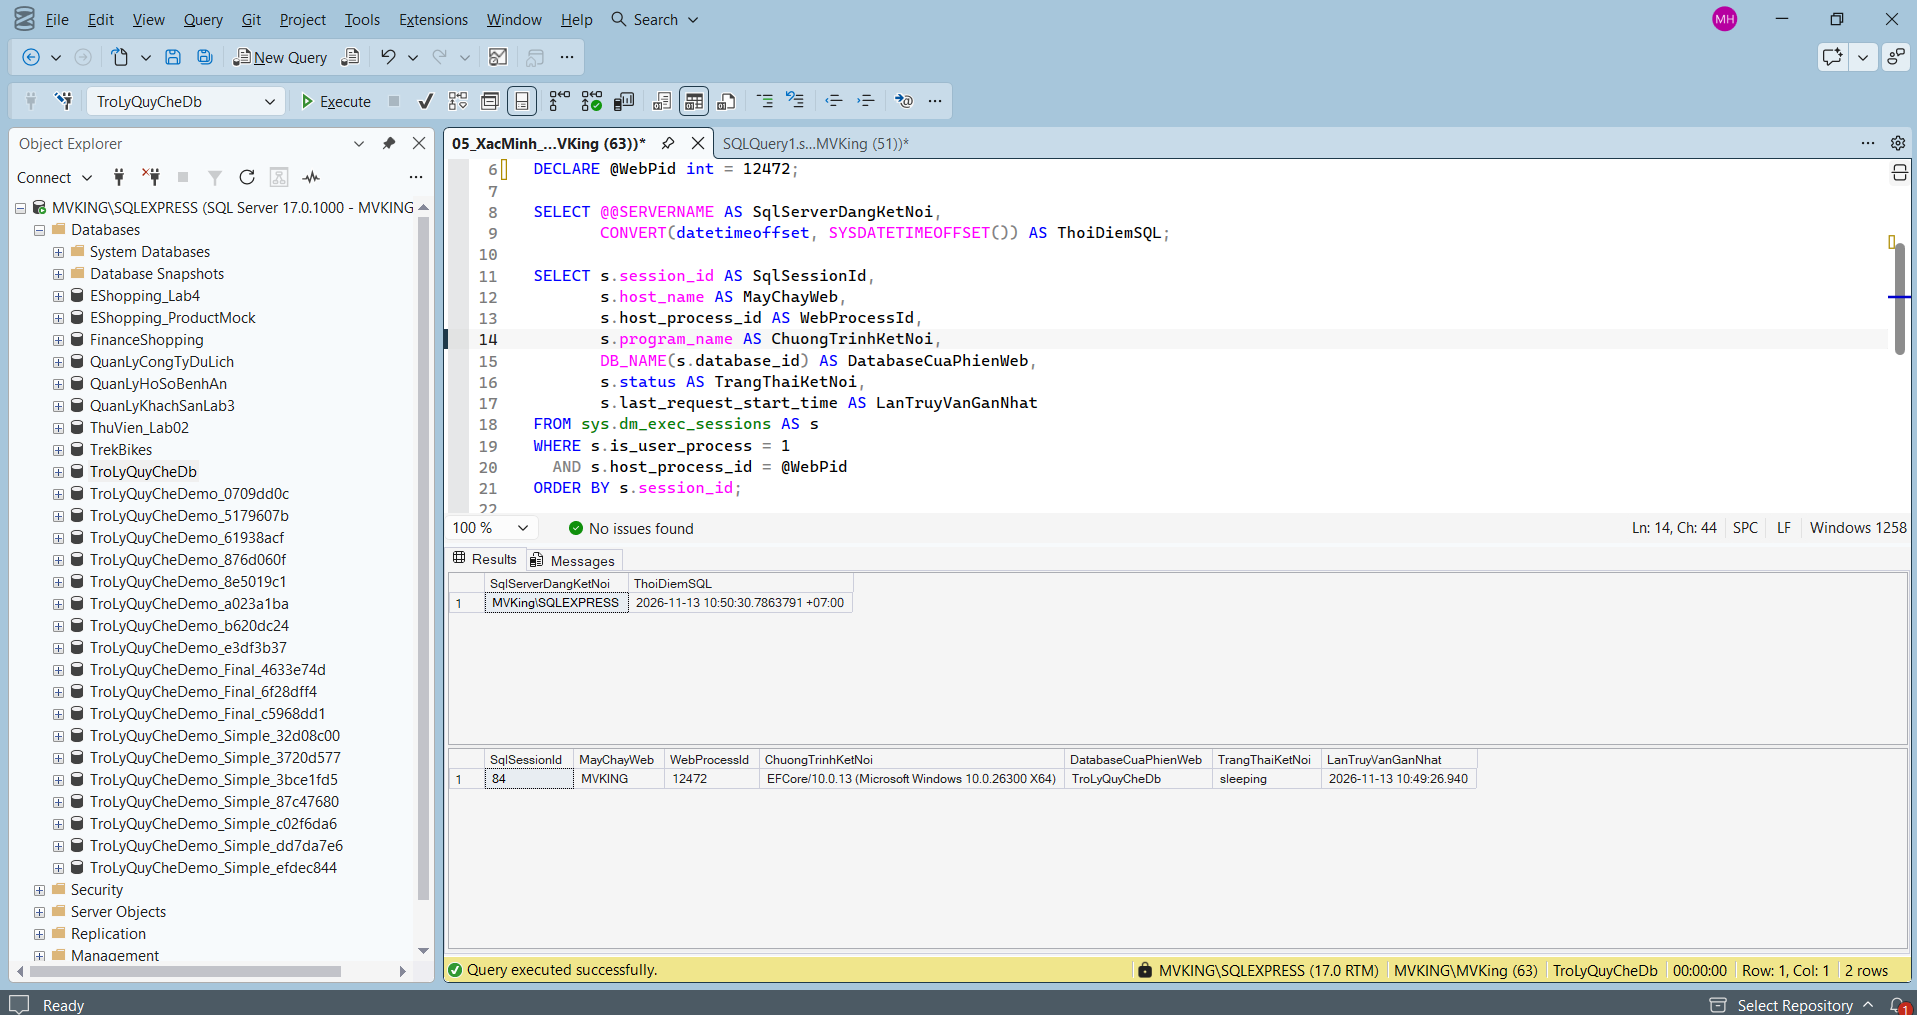 File Edit View Query Git Project Tools Extensions Window Help Search MH
New Query
TroLyQuyCheDb Execute
Object Explorer
Connect
MVKING\SQLEXPRESS (SQL Server 17.0.1000 - MVKING
Databases
System Databases
Database Snapshots
EShopping_Lab4
EShopping_ProductMock
FinanceShopping
QuanLyCongTyDuLich
QuanLyHoSoBenhAn
QuanLyKhachSanLab3
ThuVien_Lab02
TrekBikes
TroLyQuyCheDb
TroLyQuyCheDemo_0709dd0c
TroLyQuyCheDemo_5179607b
TroLyQuyCheDemo_61938acf
TroLyQuyCheDemo_876d060f
TroLyQuyCheDemo_8e5019c1
TroLyQuyCheDemo_a023a1ba
TroLyQuyCheDemo_b620dc24
TroLyQuyCheDemo_e3df3b37
TroLyQuyCheDemo_Final_4633e74d
TroLyQuyCheDemo_Final_6f28dff4
TroLyQuyCheDemo_Final_c5968dd1
TroLyQuyCheDemo_Simple_32d08c00
TroLyQuyCheDemo_Simple_3720d577
TroLyQuyCheDemo_Simple_3bce1fd5
TroLyQuyCheDemo_Simple_87c47680
TroLyQuyCheDemo_Simple_c02f6da6
TroLyQuyCheDemo_Simple_dd7da7e6
TroLyQuyCheDemo_Simple_efdec844
Security
Server Objects
Replication
Management
05_XacMinh_...VKing (63))* SQLQuery1.s...MVKing (51))*
6 DECLARE @WebPid int = 12472;
7
8 SELECT @@SERVERNAME AS SqlServerDangKetNoi,
9 CONVERT(datetimeoffset, SYSDATETIMEOFFSET()) AS ThoiDiemSQL;
10
11 SELECT s.session_id AS SqlSessionId,
12 s.host_name AS MayChayWeb,
13 s.host_process_id AS WebProcessId,
14 s.program_name AS ChuongTrinhKetNoi,
15 DB_NAME(s.database_id) AS DatabaseCuaPhienWeb,
16 s.status AS TrangThaiKetNoi,
17 s.last_request_start_time AS LanTruyVanGanNhat
18 FROM sys.dm_exec_sessions AS s
19 WHERE s.is_user_process = 1
20 AND s.host_process_id = @WebPid
21 ORDER BY s.session_id;
22
100 % No issues found Ln: 14, Ch: 44 SPC LF Windows 1258
Results Messages
SqlServerDangKetNoi ThoiDiemSQL
1 MVKing\SQLEXPRESS 2026-11-13 10:50:30.7863791 +07:00
SqlSessionId MayChayWeb WebProcessId ChuongTrinhKetNoi DatabaseCuaPhienWeb TrangThaiKetNoi LanTruyVanGanNhat
1 84 MVKING 12472 EFCore/10.0.13 (Microsoft Windows 10.0.26300 X64) TroLyQuyCheDb sleeping 2026-11-13 10:49:26.940
Query executed successfully. MVKING\SQLEXPRESS (17.0 RTM) MVKING\MVKing (63) TroLyQuyCheDb 00:00:00 Row: 1, Col: 1 2 rows
Ready Select Repository 1